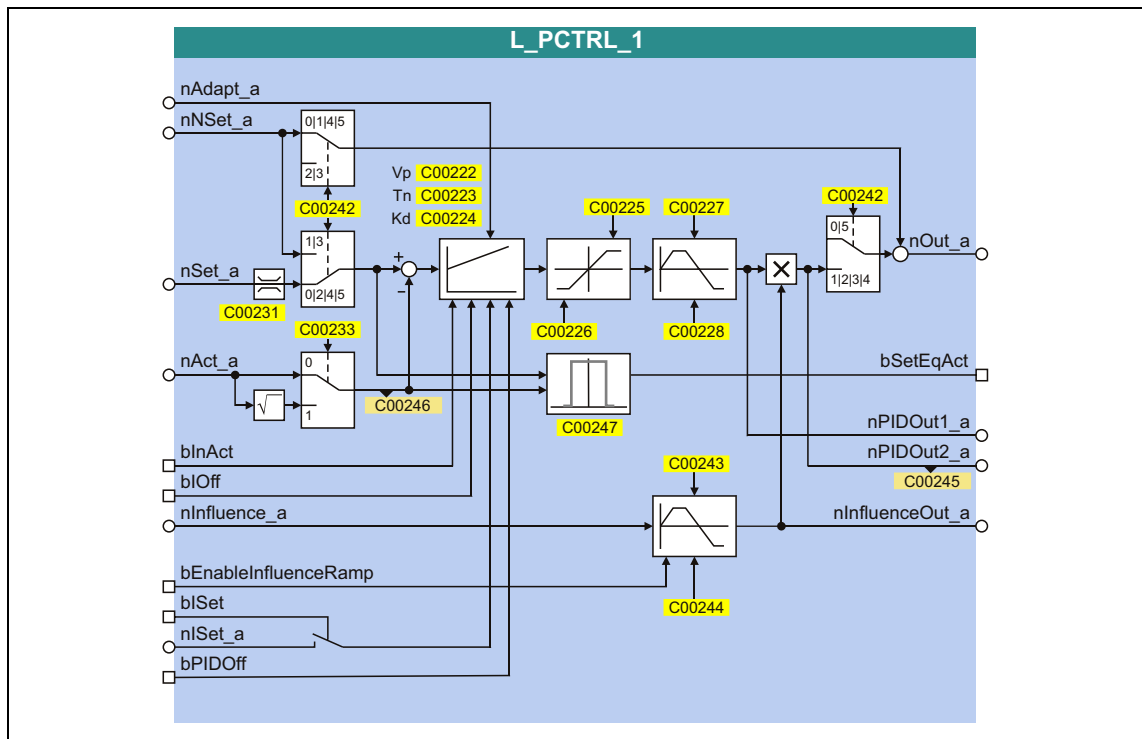 L_PCTRL_1
nAdapt_a
nNSet_a
0|1|4|5
2|3
Vp C00222
Tn C00223
Kd C00224
C00242
C00225
C00227
C00242
1|3
0|2|4|5
+
−
0|5
1|2|3|4
nOut_a
nSet_a
C00231
C00226
C00228
C00233
nAct_a
0
1
√
C00246
C00247
bSetEqAct
nPIDOut1_a
nPIDOut2_a
C00245
bInAct
bIOff
C00243
nInfluence_a
nInfluenceOut_a
bEnableInfluenceRamp
C00244
bISet
nISet_a
bPIDOff